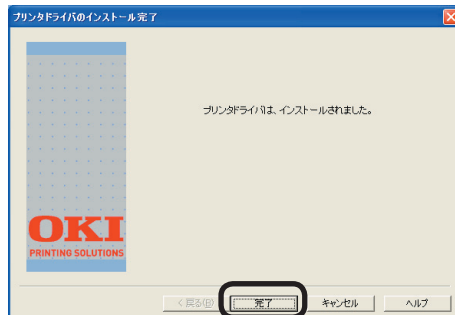 プリンタドライバのインストール完了
プリンタドライバは、インストールされました。
OKI
PRINTING SOLUTIONS
< 戻る(B)
完了
キャンセル
ヘルプ